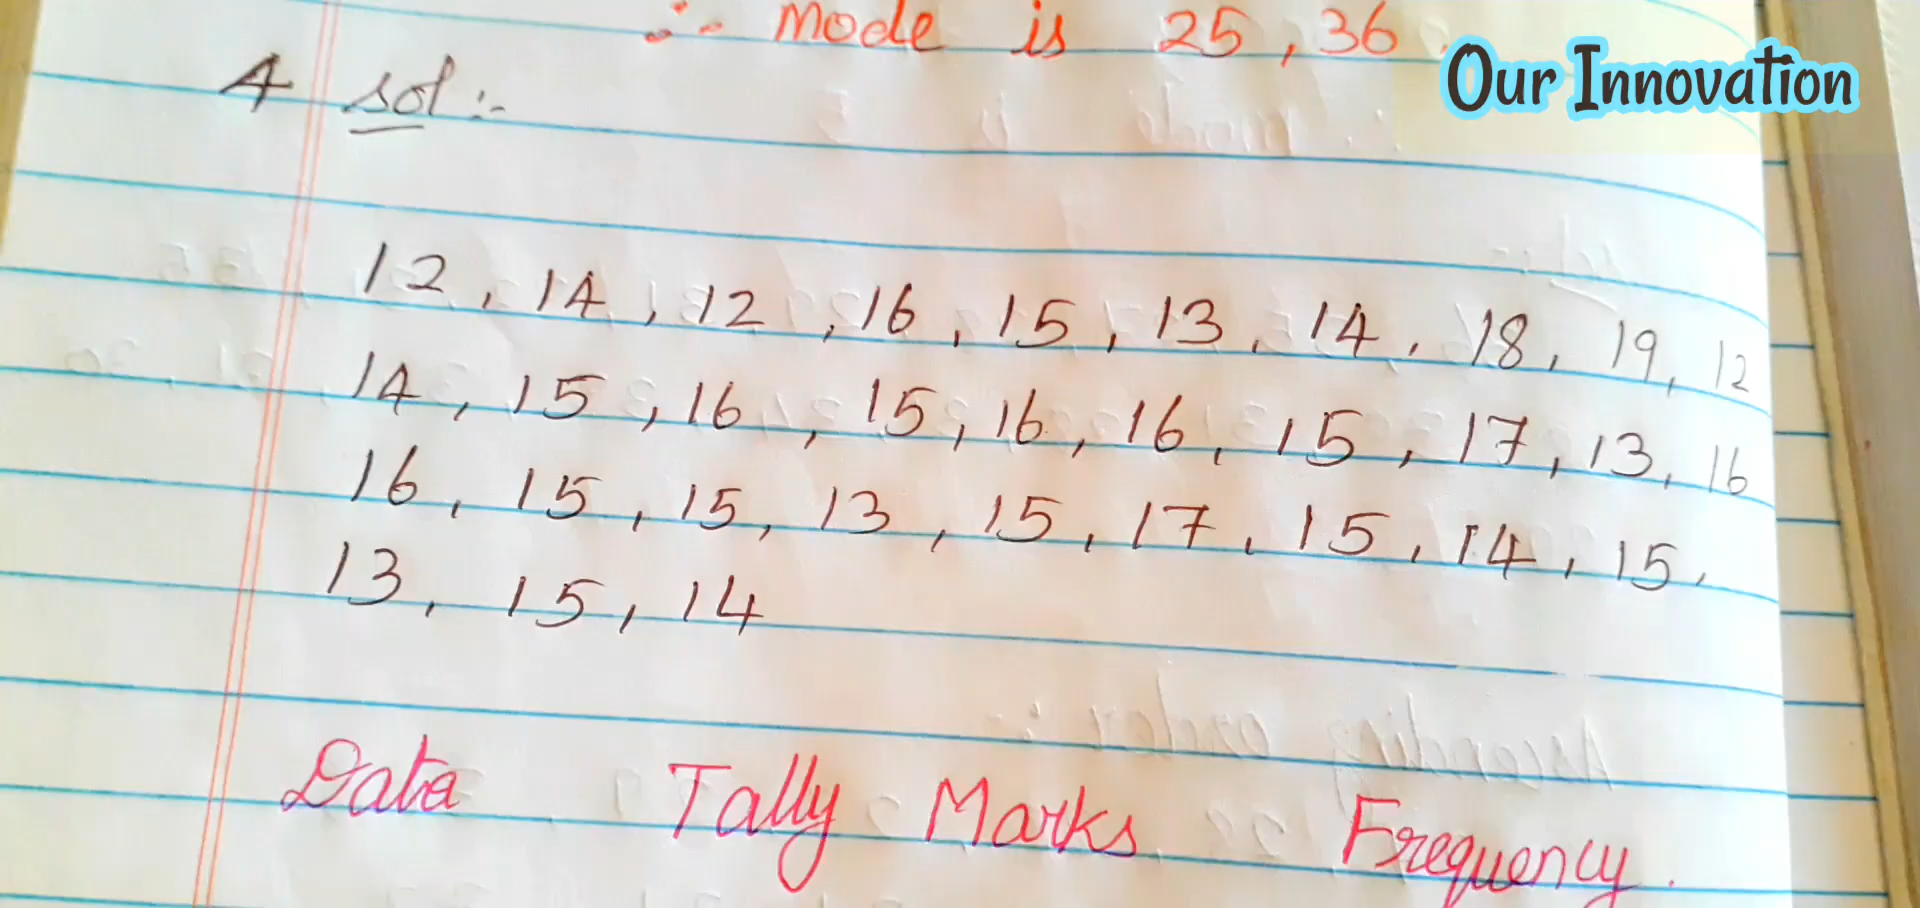 ∴ Mode is 25, 36.
Our Innovation
4 sol :-
12, 14, 12, 16, 15, 13, 14, 18, 19, 12
14, 15, 16, 15, 16, 16, 15, 17, 13, 16
16, 15, 15, 13, 15, 17, 15, 14, 15,
13, 15, 14
Data Tally Marks Frequency.